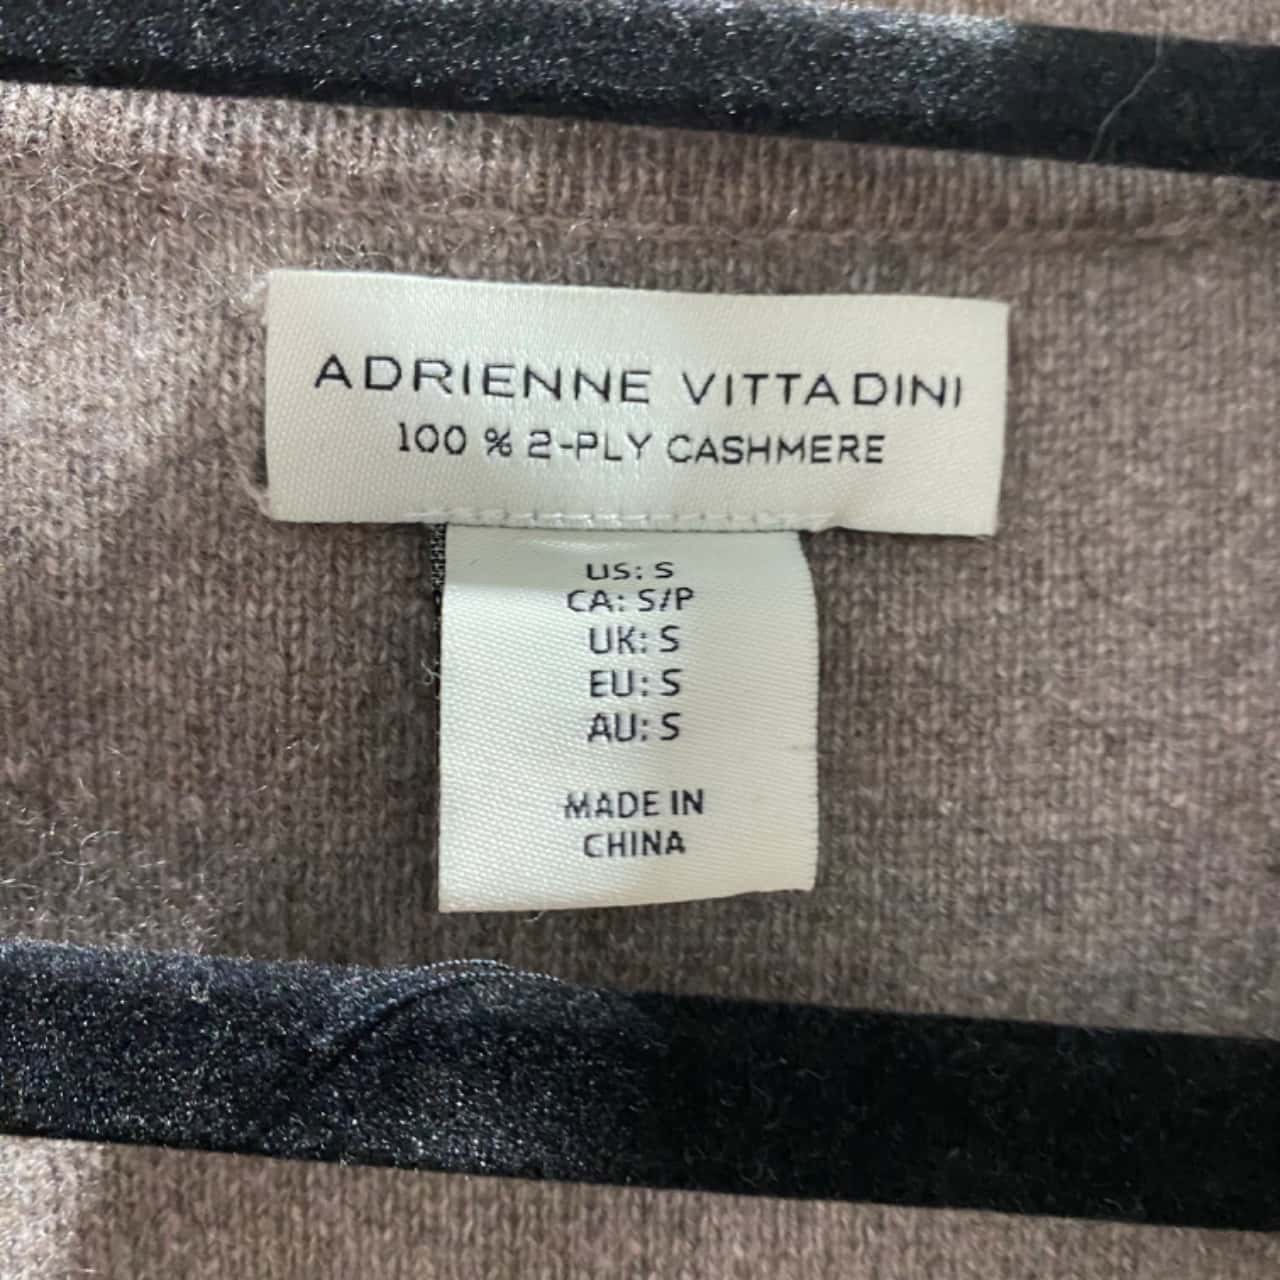 ADRIENNE VITTADINI
100 % 2-PLY CASHMERE
US: S
CA: S/P
UK: S
EU: S
AU: S
MADE IN
CHINA